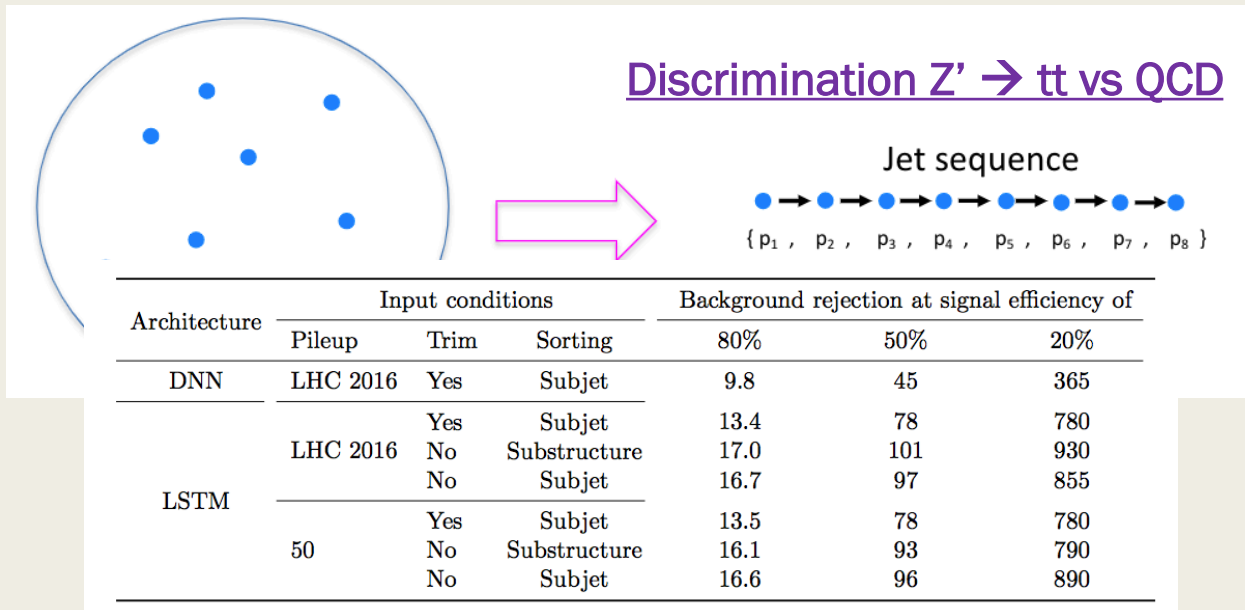 Discrimination Z’ → tt vs QCD
Jet sequence
{ p₁ , p₂ , p₃ , p₄ , p₅ , p₆ , p₇ , p₈ }
Architecture Input conditions Background rejection at signal efficiency of
Pileup Trim Sorting 80% 50% 20%
DNN LHC 2016 Yes Subjet 9.8 45 365
Yes Subjet 13.4 78 780
LHC 2016 No Substructure 17.0 101 930
No Subjet 16.7 97 855
LSTM
Yes Subjet 13.5 78 780
50 No Substructure 16.1 93 790
No Subjet 16.6 96 890